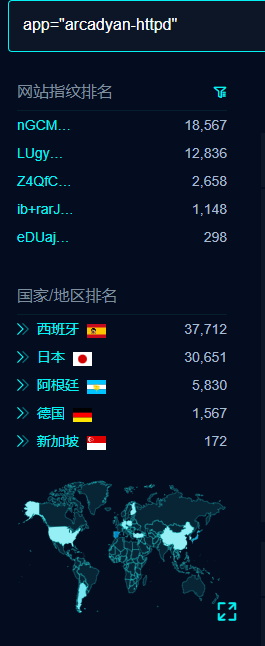 app="arcadyan-httpd"
网站指纹排名
nGCM... 18,567
LUgy... 12,836
Z4QfC... 2,658
ib+rarJ... 1,148
eDUaj... 298
国家/地区排名
西班牙 37,712
日本 30,651
阿根廷 5,830
德国 1,567
新加坡 172